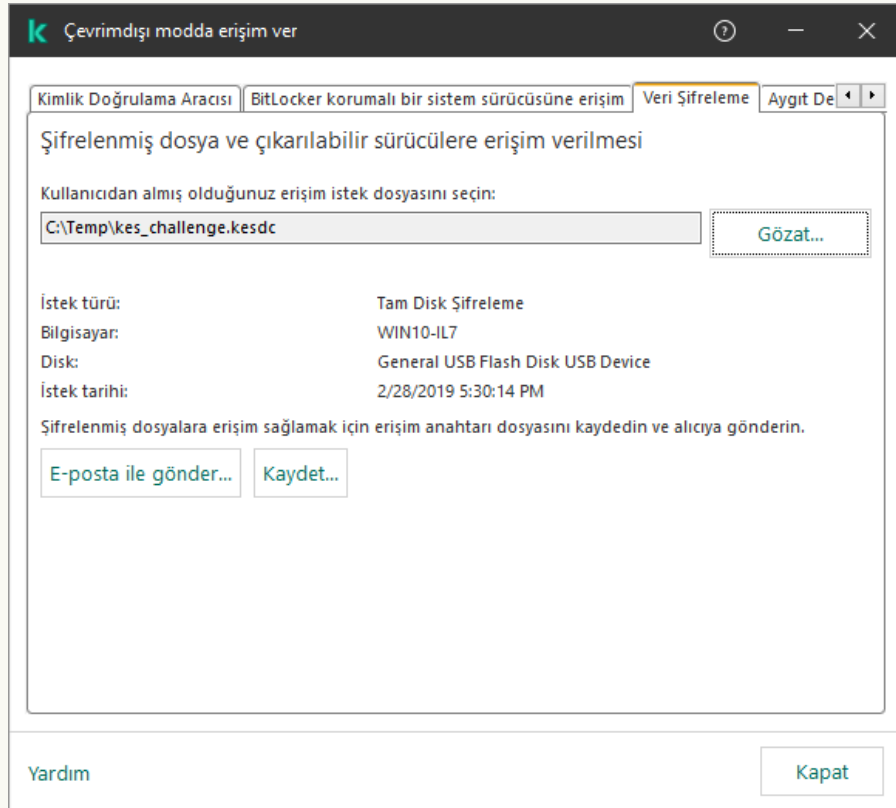 Çevrimdışı modda erişim ver
Kimlik Doğrulama Aracısı BitLocker korumalı bir sistem sürücüsüne erişim Veri Şifreleme Aygıt De
Şifrelenmiş dosya ve çıkarılabilir sürücülere erişim verilmesi
Kullanıcıdan almış olduğunuz erişim istek dosyasını seçin:
C:\Temp\kes_challenge.kesdc Gözat...
İstek türü: Tam Disk Şifreleme
Bilgisayar: WIN10-IL7
Disk: General USB Flash Disk USB Device
İstek tarihi: 2/28/2019 5:30:14 PM
Şifrelenmiş dosyalara erişim sağlamak için erişim anahtarı dosyasını kaydedin ve alıcıya gönderin.
E-posta ile gönder... Kaydet...
Yardım Kapat